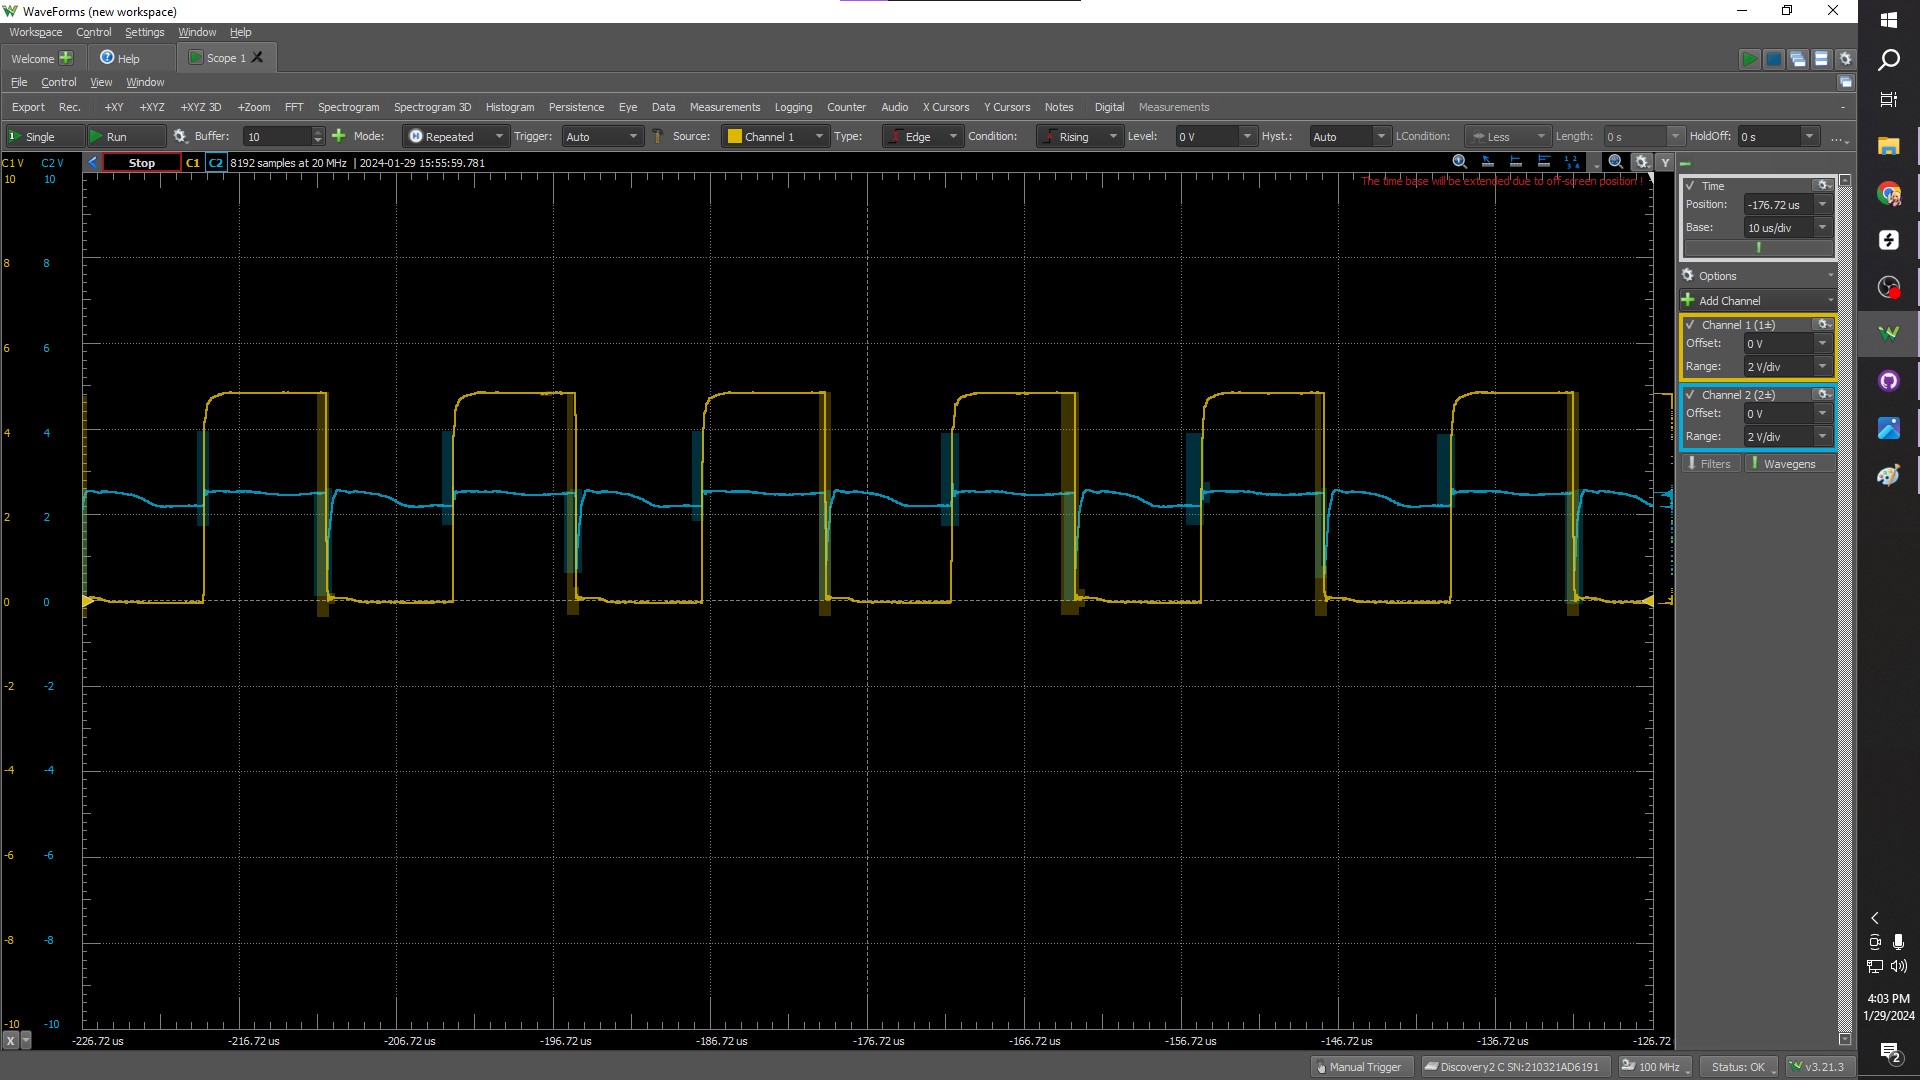 WaveForms (new workspace)
Workspace Control Settings Window Help
Welcome Help Scope 1
File Control View Window
Export Rec. +XY +XYZ +XYZ 3D +Zoom FFT Spectrogram Spectrogram 3D Histogram Persistence Eye Data Measurements Logging Counter Audio X Cursors Y Cursors Notes Digital Measurements -
1 Single Run Buffer: 10 Mode: Repeated Trigger: Auto Source: Channel 1 Type: Edge Condition: Rising Level: 0 V Hyst.: Auto LCondition: Less Length: 0 s HoldOff: 0 s ...
C1 V C2 V Stop C1 C2 8192 samples at 20 MHz | 2024-01-29 15:55:59.781 Y
The time base will be extended due to off-screen position!
10 10
8 8
6 6
4 4
2 2
0 0
-2 -2
-4 -4
-6 -6
-8 -8
-10 -10
X -226.72 us -216.72 us -206.72 us -196.72 us -186.72 us -176.72 us -166.72 us -156.72 us -146.72 us -136.72 us -126.72
Time
Position: -176.72 us
Base: 10 us/div
Options
Add Channel
Channel 1 (1±)
Offset: 0 V
Range: 2 V/div
Channel 2 (2±)
Offset: 0 V
Range: 2 V/div
Filters Wavegens
Manual Trigger Discovery2 C SN:210321AD6191 100 MHz Status: OK v3.21.3
4:03 PM
1/29/2024
2